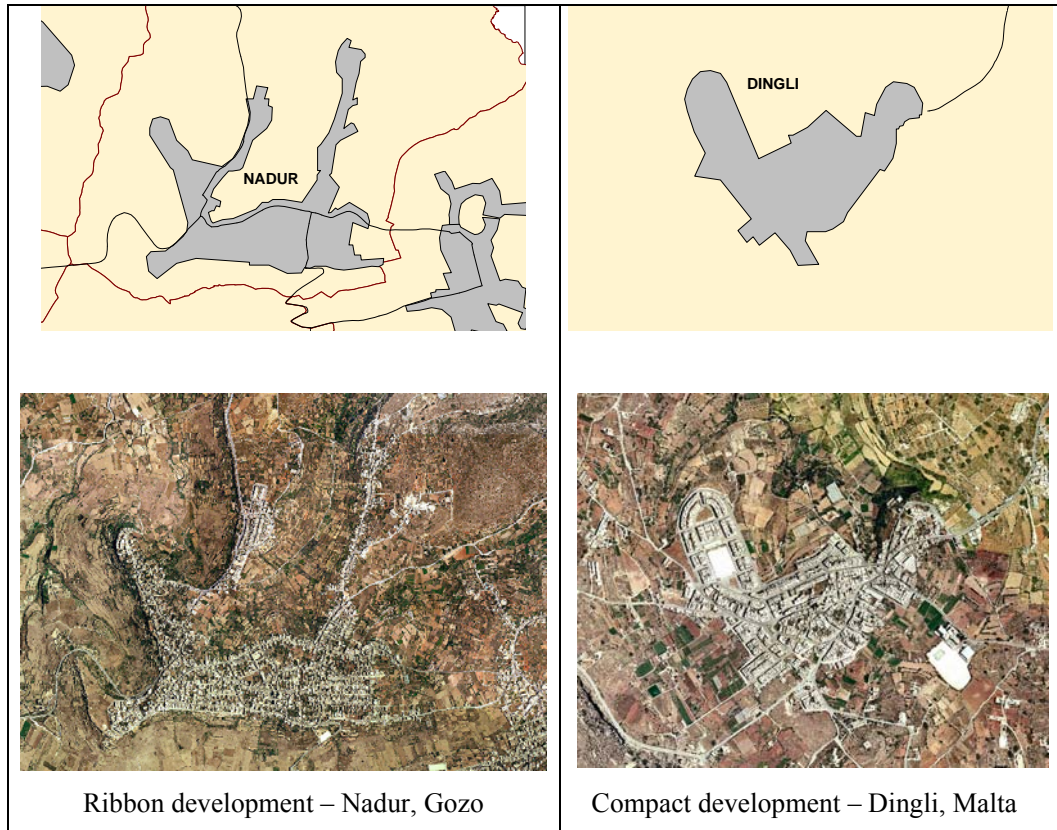 NADUR
DINGLI
Ribbon development – Nadur, Gozo
Compact development – Dingli, Malta